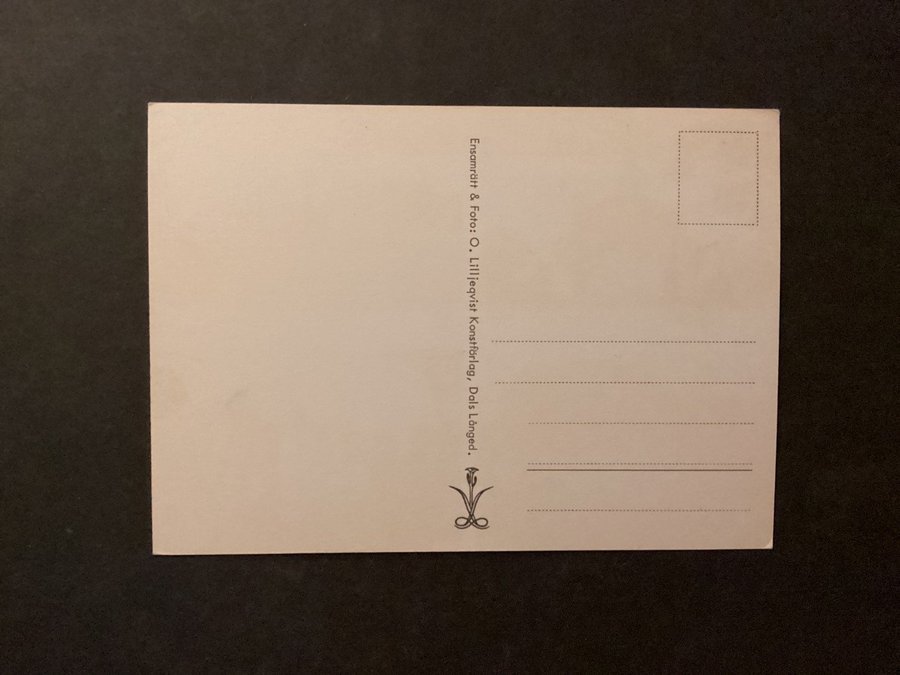 Ensamrätt & Foto: O. Lilljeqvist Konstförlag, Dals Långed.